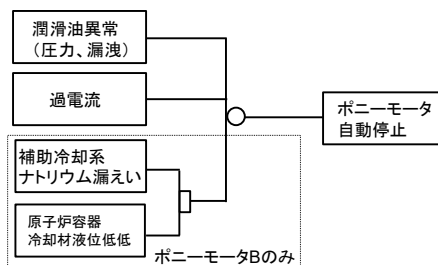 潤滑油異常
(圧力、漏洩)
過電流
ポニーモータ
自動停止
補助冷却系
ナトリウム漏えい
原子炉容器
冷却材液位低低
ポニーモータBのみ